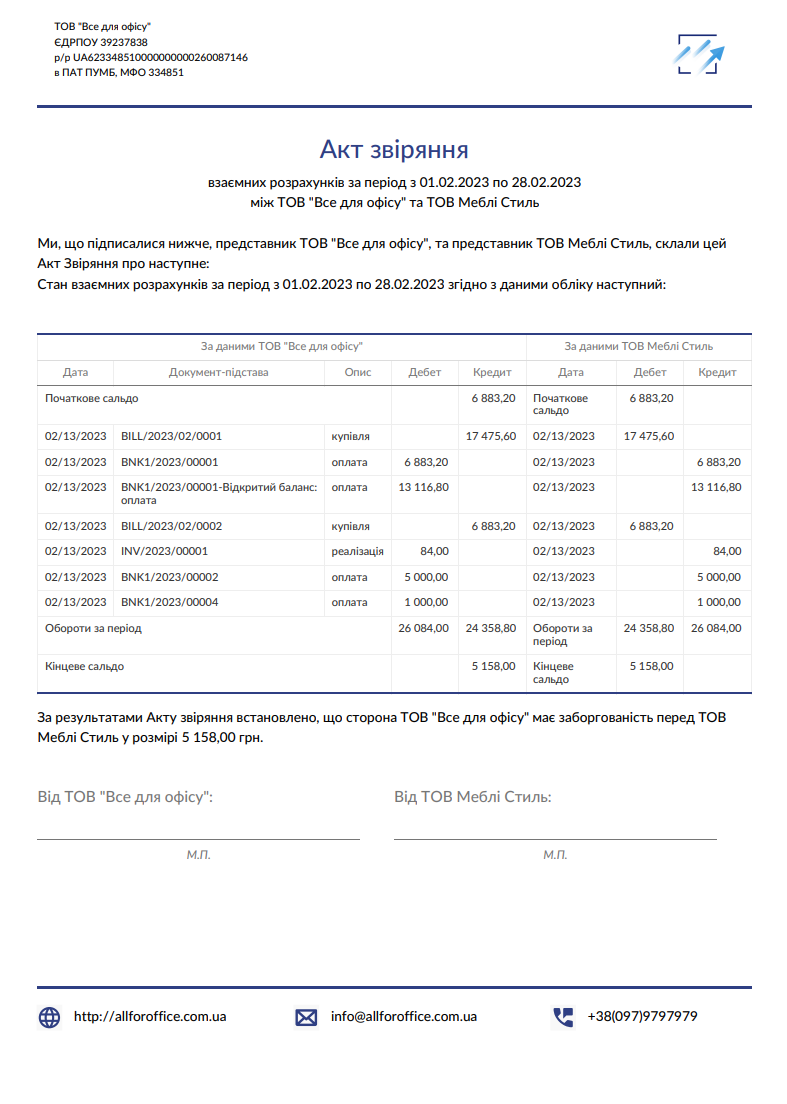 ТОВ "Все для офісу"
ЄДРПОУ 39237838
р/р UA623348510000000000260087146
в ПАТ ПУМБ, МФО 334851
Акт звіряння
взаємних розрахунків за період з 01.02.2023 по 28.02.2023
між ТОВ "Все для офісу" та ТОВ Меблі Стиль
Ми, що підписалися нижче, представник ТОВ "Все для офісу", та представник ТОВ Меблі Стиль, склали цей
Акт Звіряння про наступне:
Стан взаємних розрахунків за період з 01.02.2023 по 28.02.2023 згідно з даними обліку наступний:
За даними ТОВ "Все для офісу" За даними ТОВ Меблі Стиль
Дата Документ-підстава Опис Дебет Кредит Дата Дебет Кредит
Початкове сальдо 6 883,20 Початкове 6 883,20
сальдо
02/13/2023 BILL/2023/02/0001 купівля 17 475,60 02/13/2023 17 475,60
02/13/2023 BNK1/2023/00001 оплата 6 883,20 02/13/2023 6 883,20
02/13/2023 BNK1/2023/00001-Відкритий баланс: оплата 13 116,80 02/13/2023 13 116,80
оплата
02/13/2023 BILL/2023/02/0002 купівля 6 883,20 02/13/2023 6 883,20
02/13/2023 INV/2023/00001 реалізація 84,00 02/13/2023 84,00
02/13/2023 BNK1/2023/00002 оплата 5 000,00 02/13/2023 5 000,00
02/13/2023 BNK1/2023/00004 оплата 1 000,00 02/13/2023 1 000,00
Обороти за період 26 084,00 24 358,80 Обороти за 24 358,80 26 084,00
період
Кінцеве сальдо 5 158,00 Кінцеве 5 158,00
сальдо
За результатами Акту звіряння встановлено, що сторона ТОВ "Все для офісу" має заборгованість перед ТОВ
Меблі Стиль у розмірі 5 158,00 грн.
Від ТОВ "Все для офісу": Від ТОВ Меблі Стиль:
М.П. М.П.
http://allforoffice.com.ua info@allforoffice.com.ua +38(097)9797979